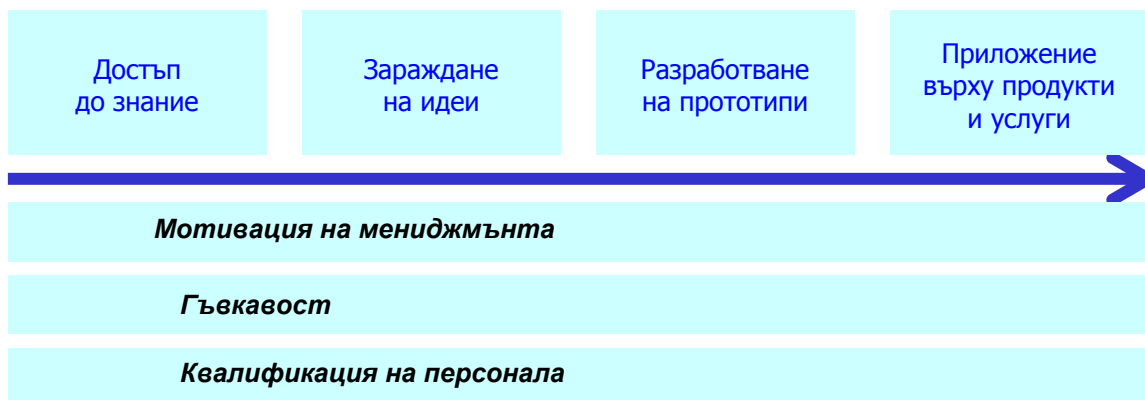 Достъп
до знание
Зараждане
на идеи
Разработване
на прототипи
Приложение
върху продукти
и услуги
Мотивация на мениджмънта
Гъвкавост
Квалификация на персонала